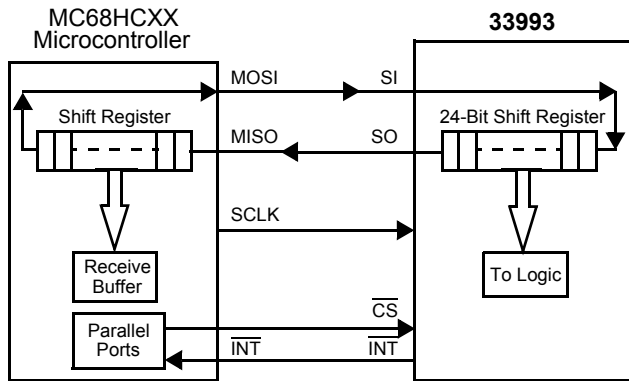 MC68HCXX
Microcontroller
33993
MOSI
SI
Shift Register
24-Bit Shift Register
MISO
SO
SCLK
Receive
Buffer
To Logic
CS
Parallel
Ports
INT
INT